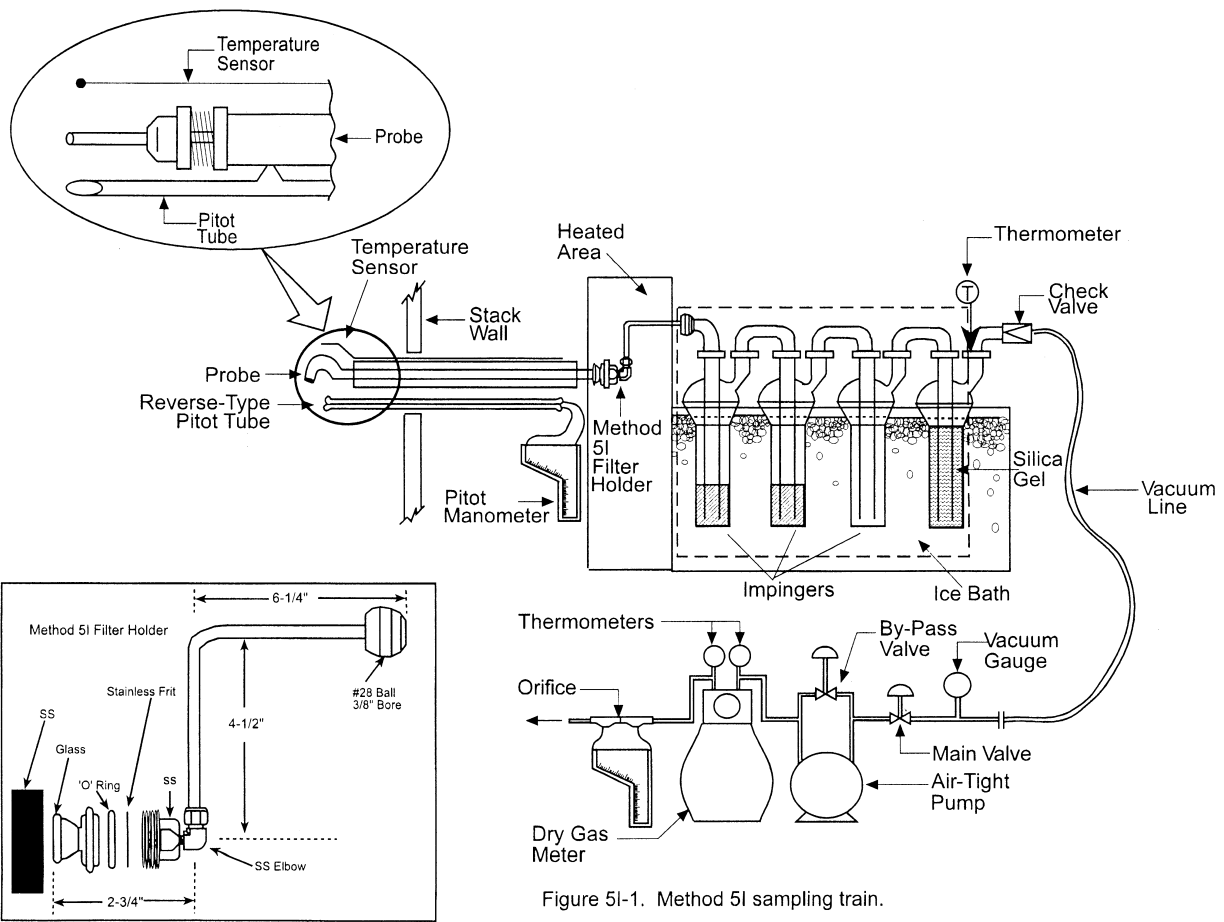 Temperature
Sensor
Probe
Pitot
Tube
Temperature
Sensor
Stack
Wall
Probe
Reverse-Type
Pitot Tube
Pitot
Manometer
Heated
Area
Method
5I
Filter
Holder
Thermometer
T
Check
Valve
Silica
Gel
Vacuum
Line
Impingers
Ice Bath
Thermometers
Orifice
By-Pass
Valve
Vacuum
Gauge
Main Valve
Air-Tight
Pump
Dry Gas
Meter
6-1/4"
Method 5I Filter Holder
#28 Ball
3/8" Bore
Stainless Frit
4-1/2"
SS
Glass
'O' Ring
SS
SS Elbow
2-3/4"
Figure 5I-1. Method 5I sampling train.